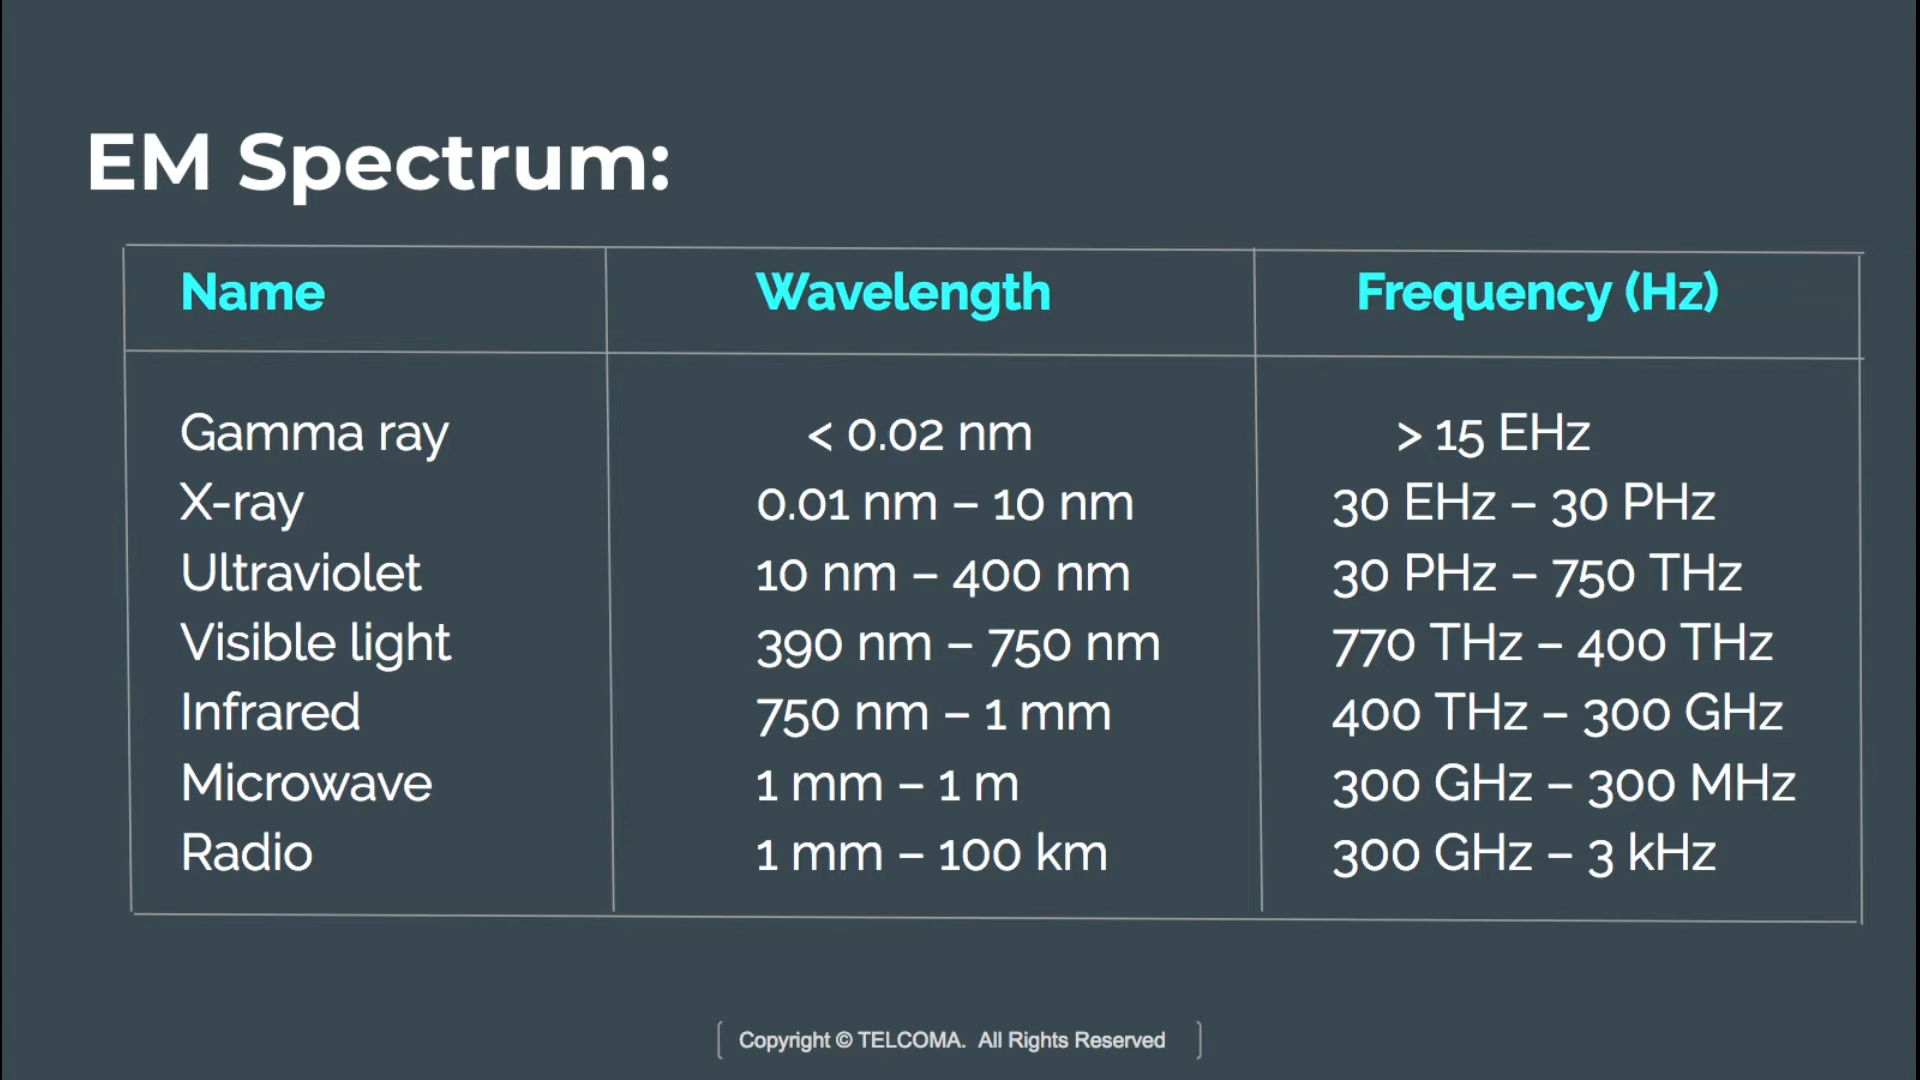 EM Spectrum:
Name Wavelength Frequency (Hz)
Gamma ray < 0.02 nm > 15 EHz
X-ray 0.01 nm – 10 nm 30 EHz – 30 PHz
Ultraviolet 10 nm – 400 nm 30 PHz – 750 THz
Visible light 390 nm – 750 nm 770 THz – 400 THz
Infrared 750 nm – 1 mm 400 THz – 300 GHz
Microwave 1 mm – 1 m 300 GHz – 300 MHz
Radio 1 mm – 100 km 300 GHz – 3 kHz
Copyright © TELCOMA. All Rights Reserved